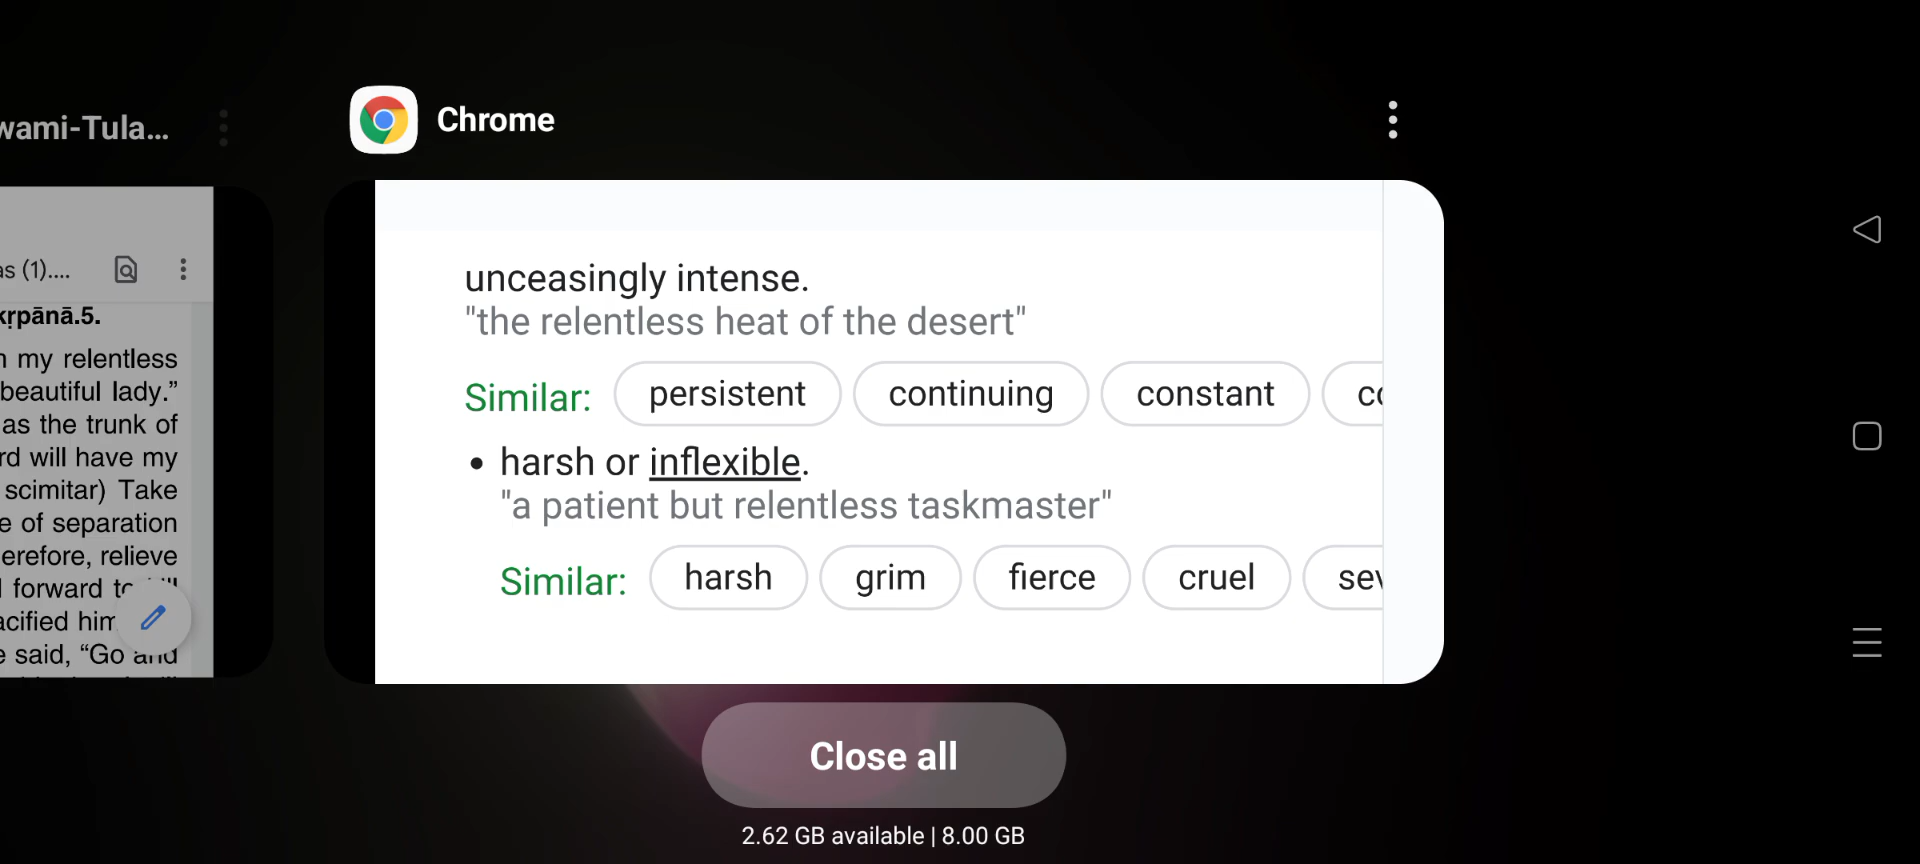 wami-Tula...
as (1)....
kṛpānā.5.
my relentless
beautiful lady.”
as the trunk of
rd will have my
scimitar) Take
e of separation
erefore, relieve
forward to
acified him
e said, “Go and
Chrome
unceasingly intense.
"the relentless heat of the desert"
Similar: persistent continuing constant co
• harsh or inflexible.
"a patient but relentless taskmaster"
Similar: harsh grim fierce cruel sev
Close all
2.62 GB available | 8.00 GB